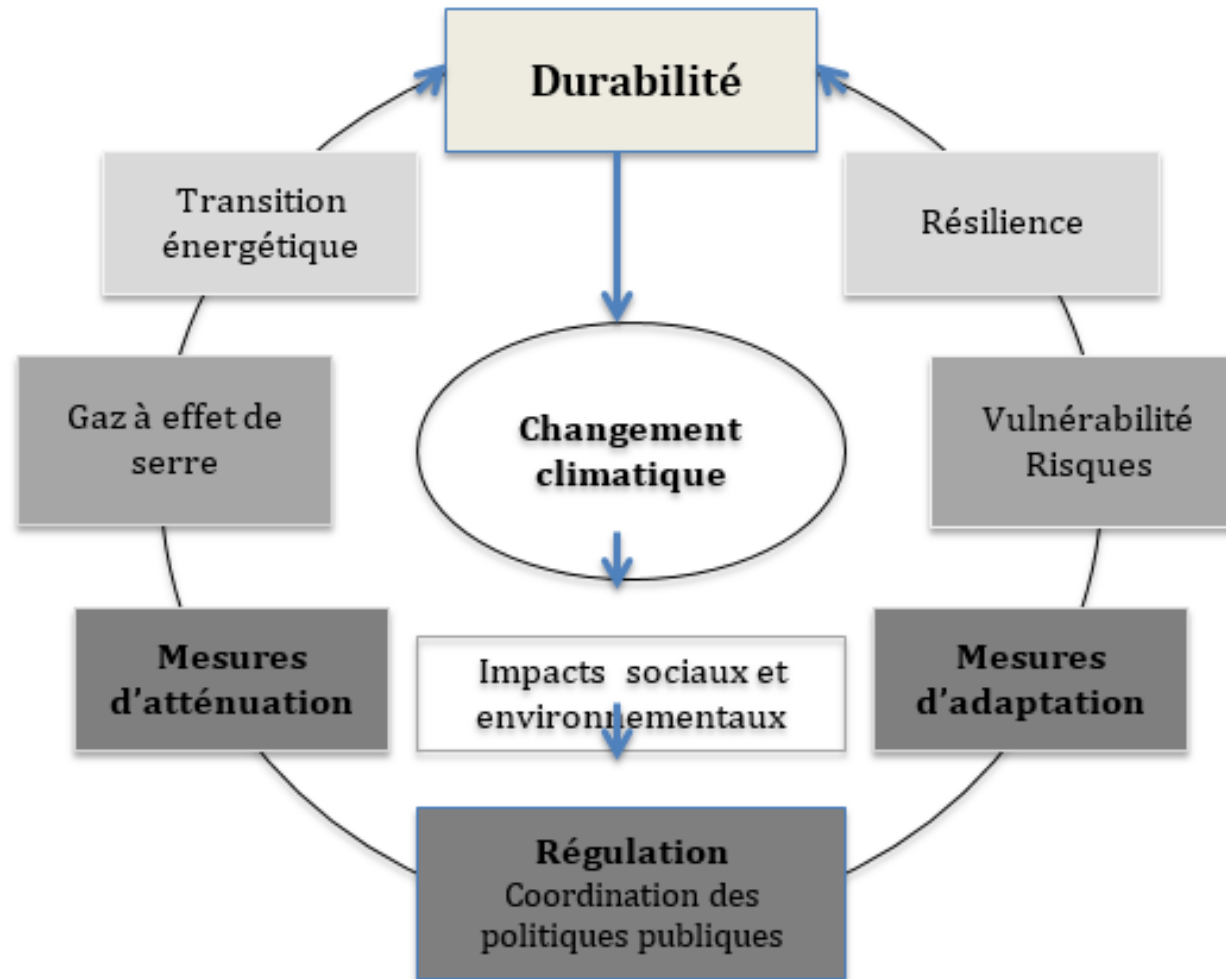 Durabilité
Transition
énergétique
Résilience
Gaz à effet de
serre
Changement
climatique
Vulnérabilité
Risques
Mesures
d’atténuation
Impacts sociaux et
environnementaux
Mesures
d’adaptation
Régulation
Coordination des
politiques publiques